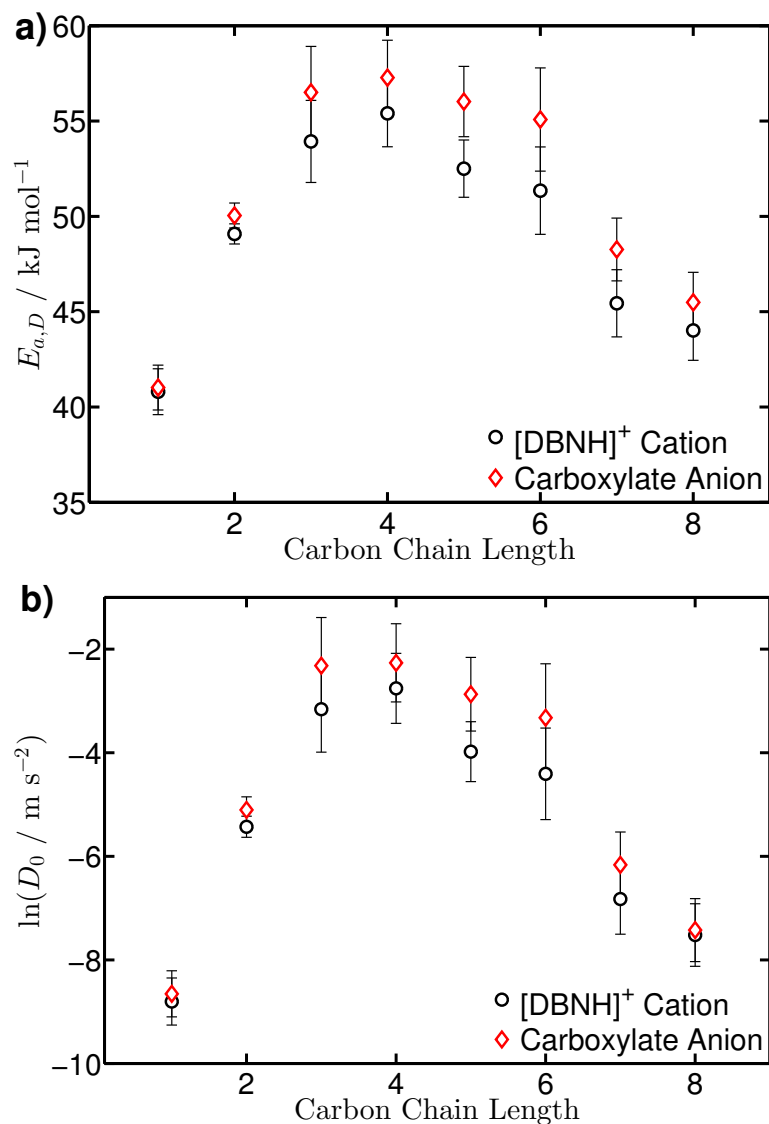 a)
60
55
50
45
40
35
E_{a,D} / kJ mol⁻¹
[DBNH]⁺ Cation
Carboxylate Anion
2 4 6 8
Carbon Chain Length
b)
−2
−4
−6
−8
−10
ln(D₀ / m s⁻²)
[DBNH]⁺ Cation
Carboxylate Anion
2 4 6 8
Carbon Chain Length